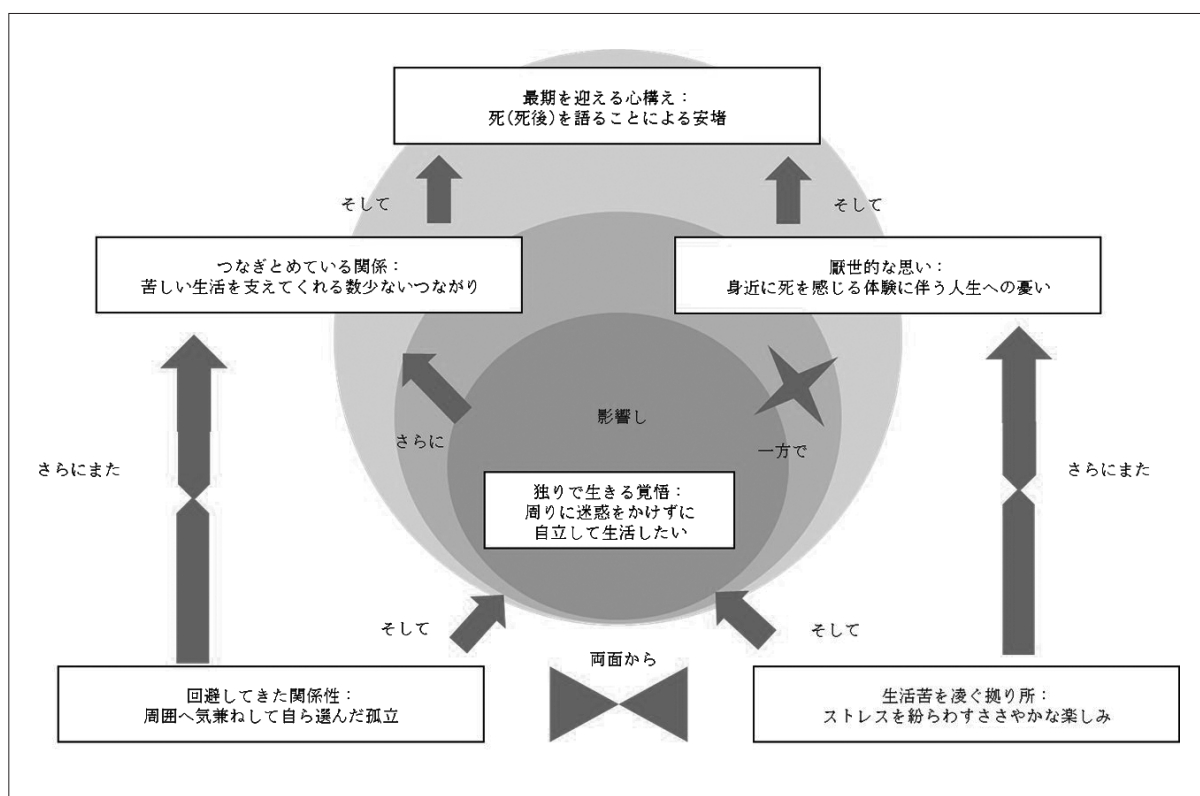 最期を迎える心構え：
死(死後)を語ることによる安堵
そして
そして
つなぎとめている関係：
苦しい生活を支えてくれる数少ないつながり
厭世的な思い：
身近に死を感じる体験に伴う人生への憂い
影響し
さらに
一方で
さらにまた
さらにまた
独りで生きる覚悟：
周りに迷惑をかけずに
自立して生活したい
そして
そして
両面から
回避してきた関係性：
周囲へ気兼ねして自ら選んだ孤立
生活苦を凌ぐ拠り所：
ストレスを紛らわすささやかな楽しみ